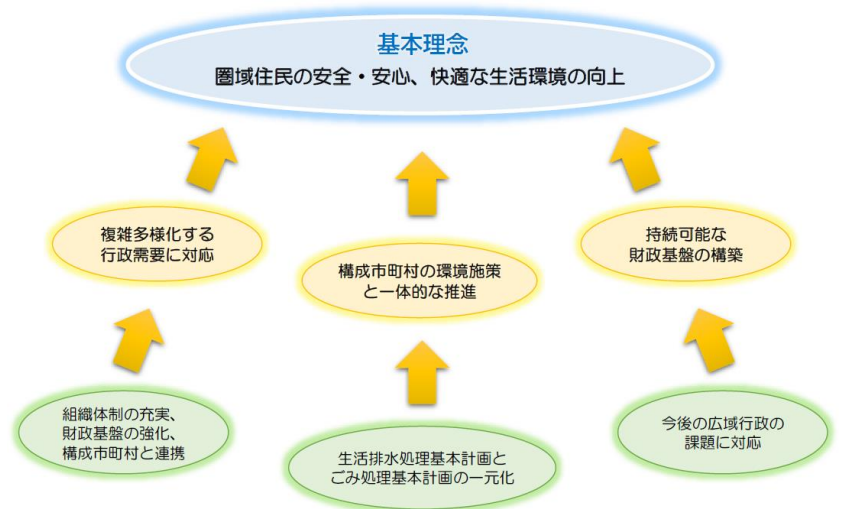 基本理念
圏域住民の安全・安心、快適な生活環境の向上
複雑多様化する
行政需要に対応
構成市町村の環境施策
と一体的な推進
持続可能な
財政基盤の構築
組織体制の充実、
財政基盤の強化、
構成市町村と連携
生活排水処理基本計画と
ごみ処理基本計画の一元化
今後の広域行政の
課題に対応